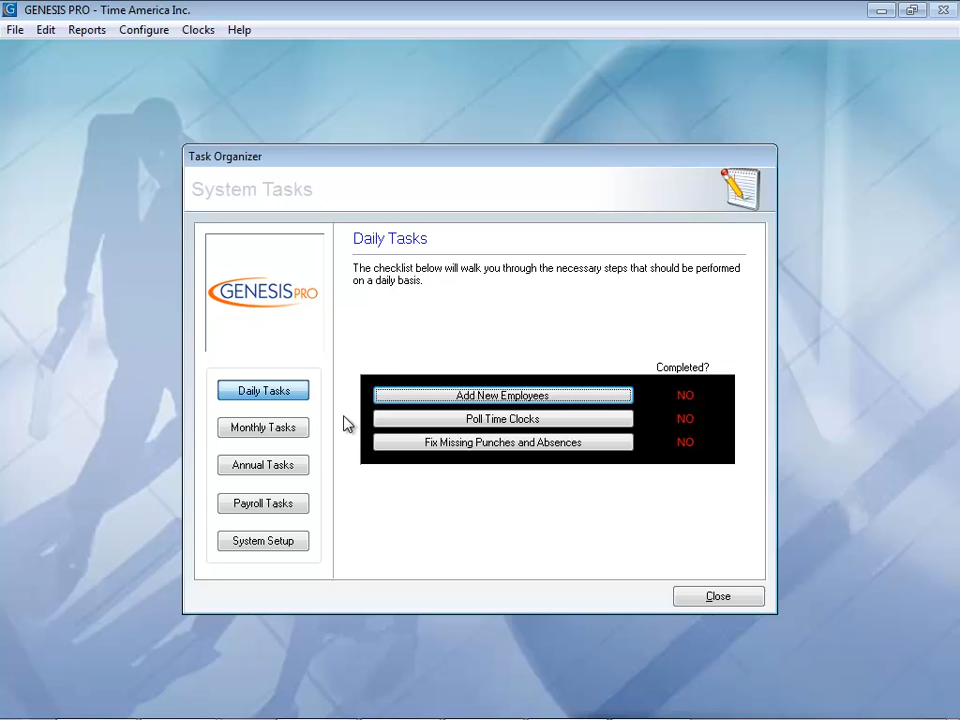 GENESIS PRO - Time America Inc.
File Edit Reports Configure Clocks Help
Task Organizer
System Tasks
GENESIS PRO
Daily Tasks
Monthly Tasks
Annual Tasks
Payroll Tasks
System Setup
Daily Tasks
The checklist below will walk you through the necessary steps that should be performed
on a daily basis.
Completed?
Add New Employees NO
Poll Time Clocks NO
Fix Missing Punches and Absences NO
Close